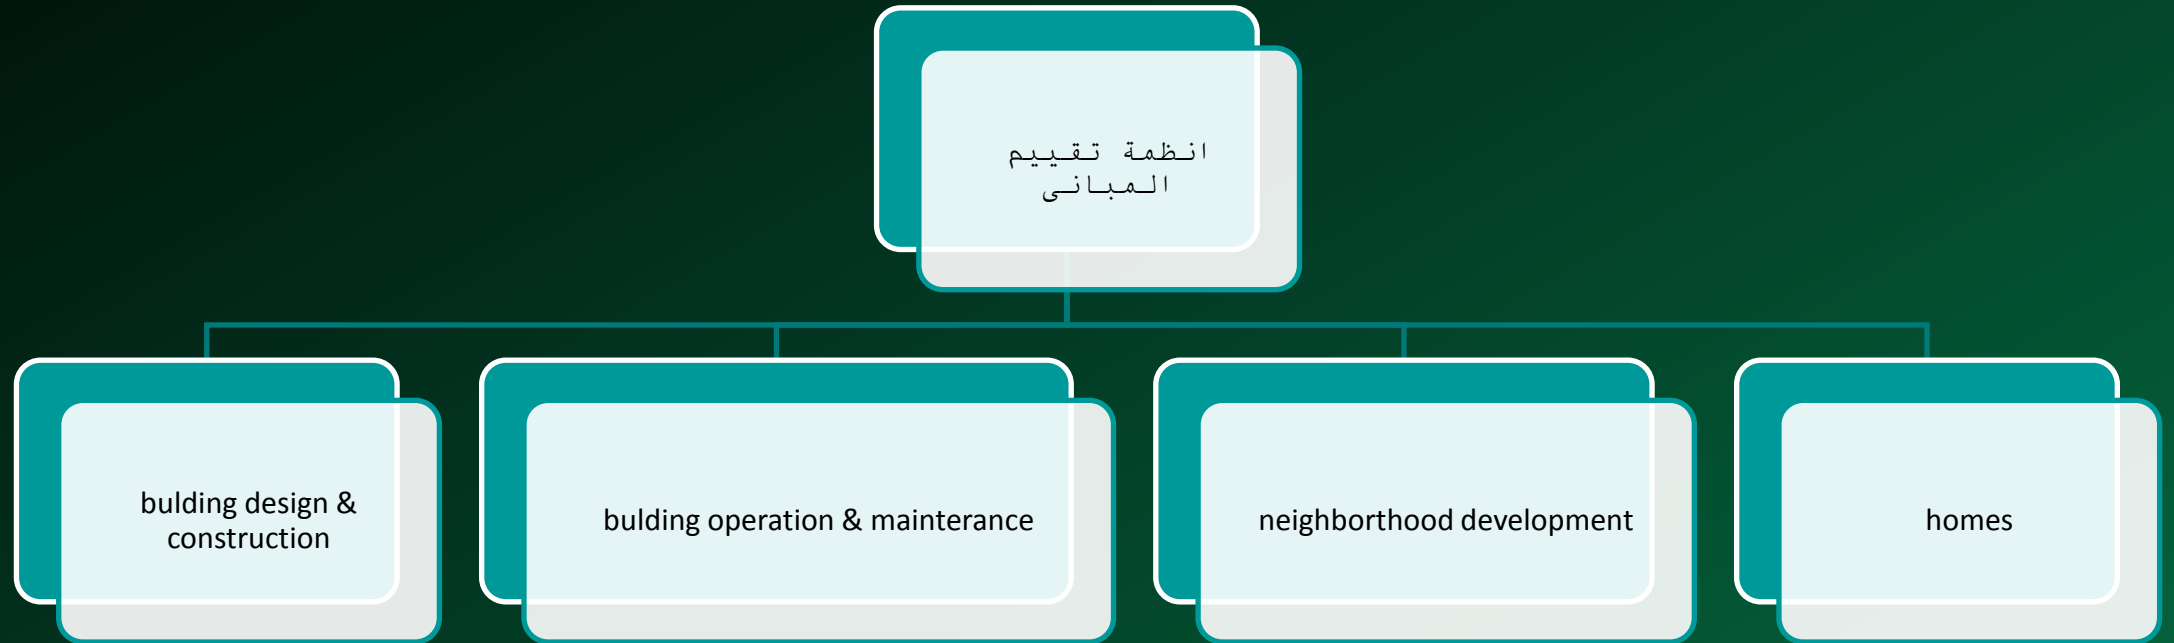 انظمة تقييم
المبانى
bulding design &
construction
bulding operation & mainterance
neighborthood development
homes